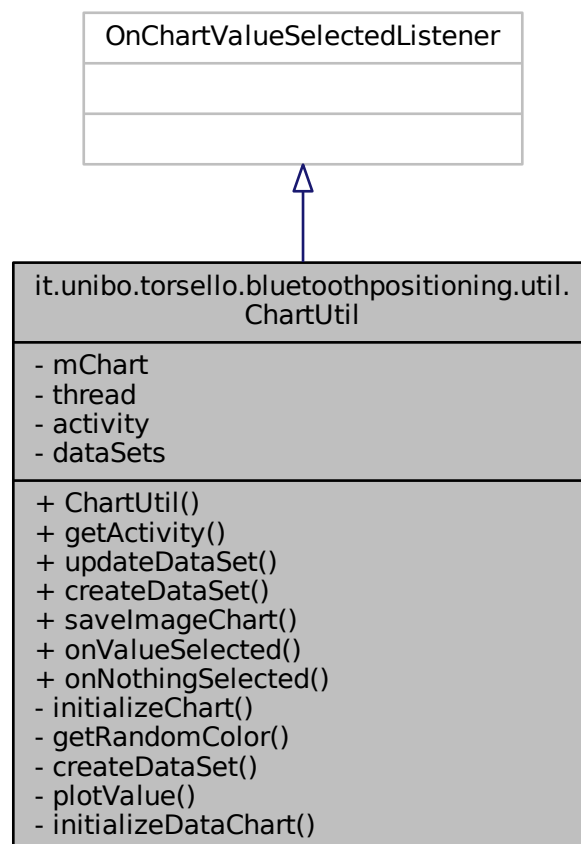 OnChartValueSelectedListener
it.unibo.torsello.bluetoothpositioning.util.
ChartUtil
- mChart
- thread
- activity
- dataSets
+ ChartUtil()
+ getActivity()
+ updateDataSet()
+ createDataSet()
+ saveImageChart()
+ onValueSelected()
+ onNothingSelected()
- initializeChart()
- getRandomColor()
- createDataSet()
- plotValue()
- initializeDataChart()